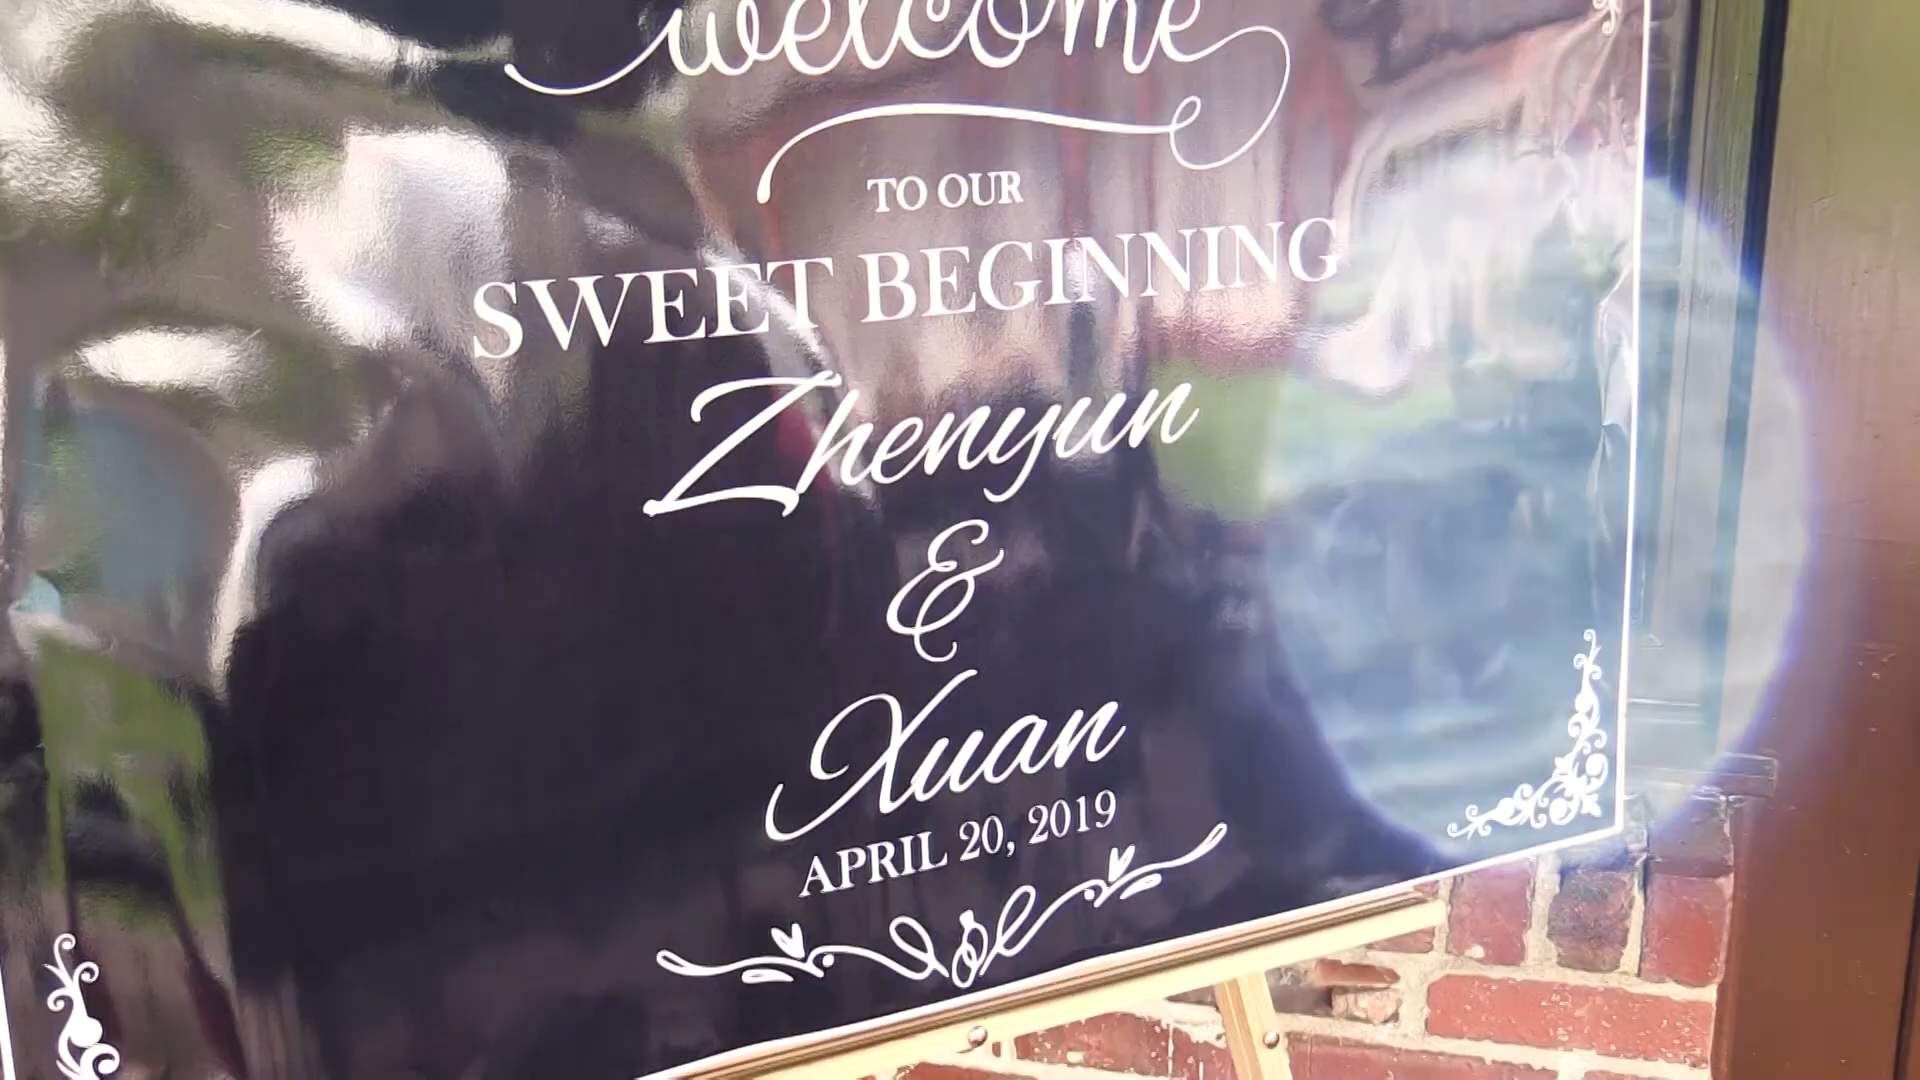 welcome
TO OUR
SWEET BEGINNING
Zhenyun
&
Xuan
APRIL 20, 2019